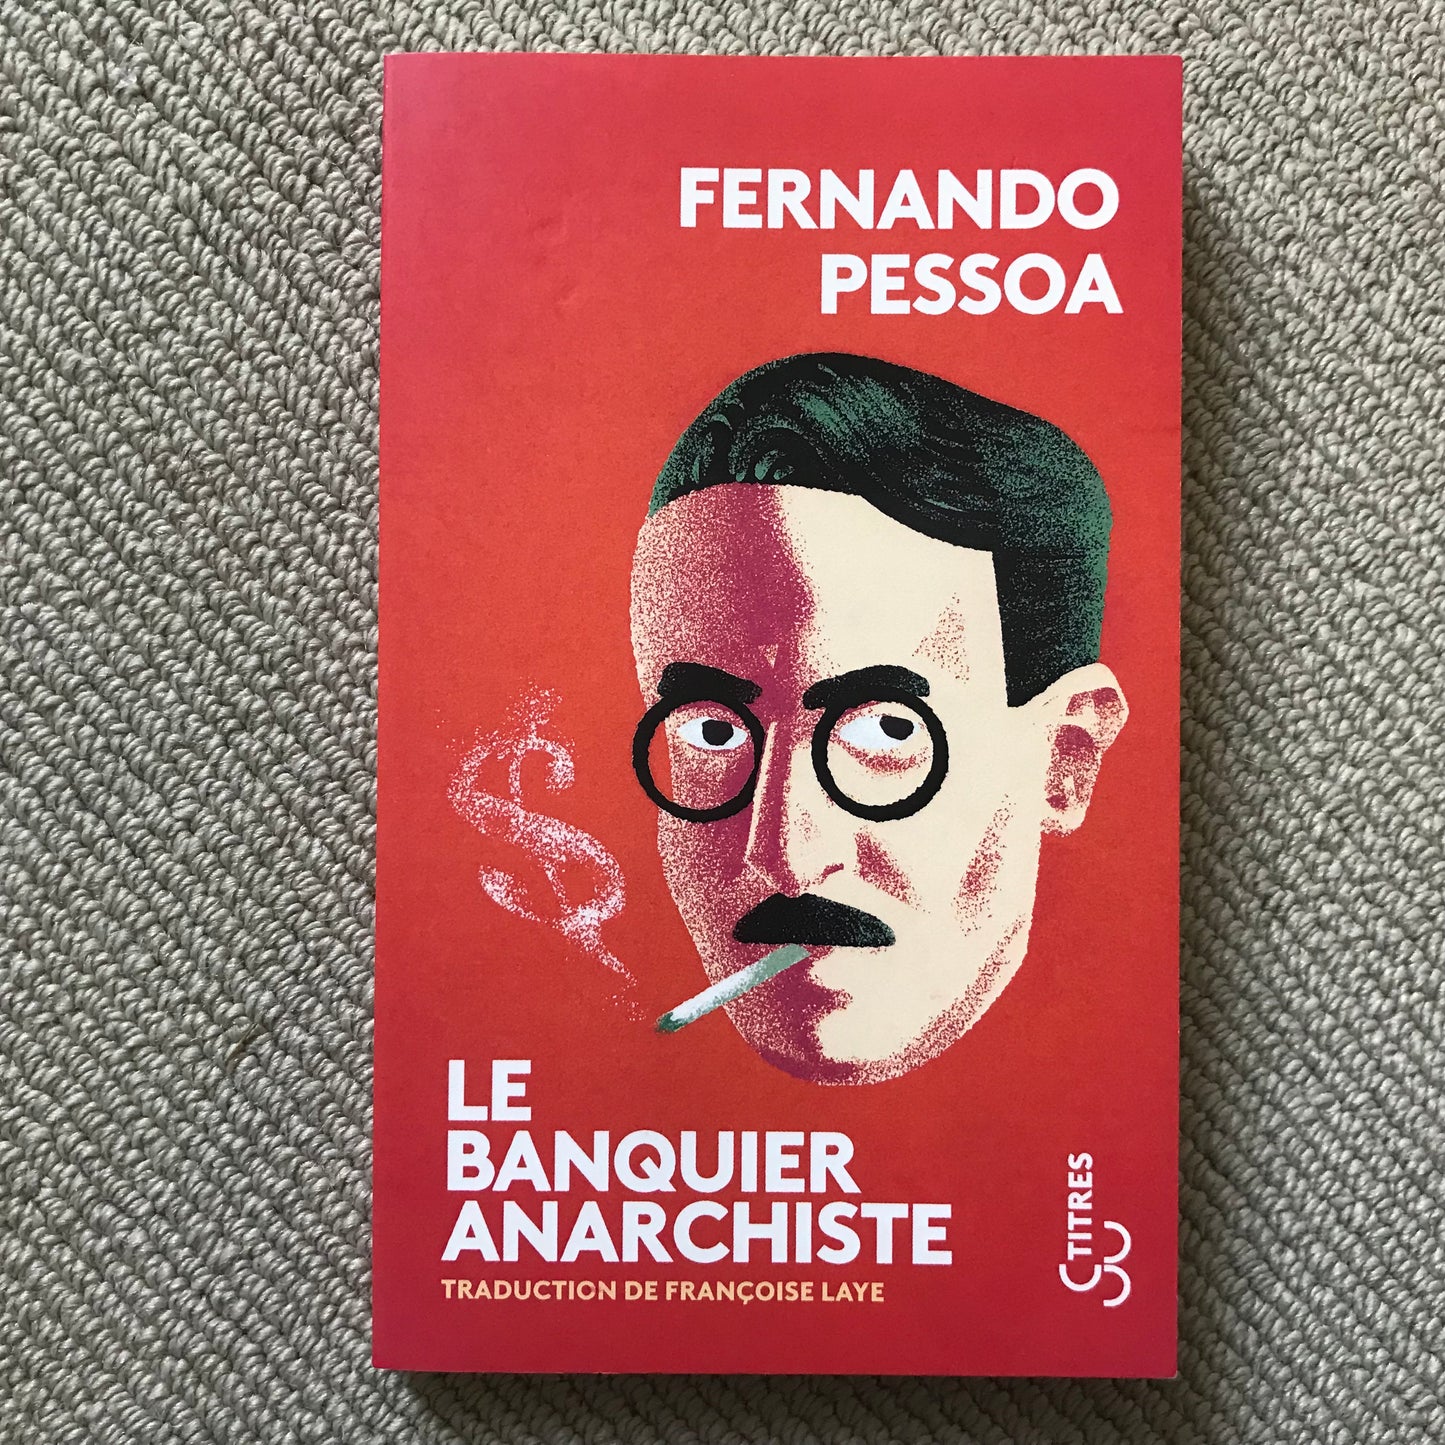 FERNANDO
PESSOA
$
LE
BANQUIER
ANARCHISTE
TRADUCTION DE FRANÇOISE LAYE
TITRES